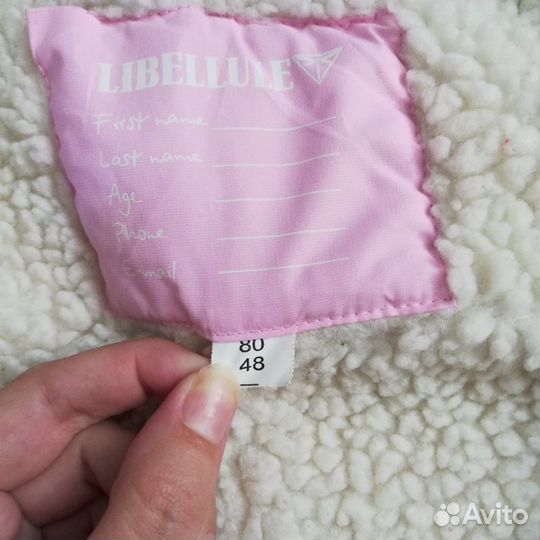 LIBELLULE
First name
Last name
Age
Phone
E-mail
80
48
Avito